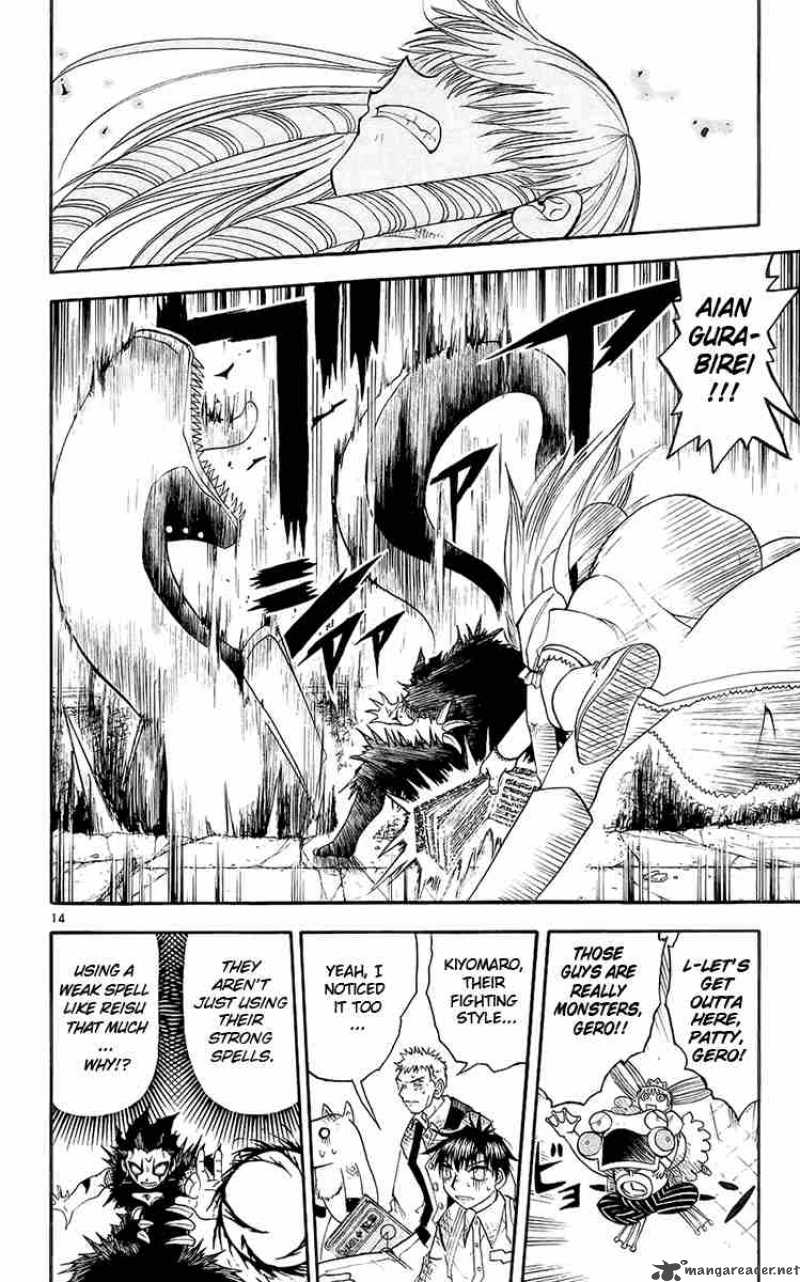 AIAN
GURA-
BIREI
!!!
14
L-LET'S
GET
OUTTA
HERE,
PATTY,
GERO!
THOSE
GUYS ARE
REALLY
MONSTERS,
GERO!!
ビョ
KIYOMARO,
THEIR
FIGHTING
STYLE...
YEAH, I
NOTICED
IT TOO
...
THEY
AREN'T
JUST USING
THEIR
STRONG
SPELLS.
USING A
WEAK SPELL
LIKE REISU
THAT MUCH
...
WHY!?
mangareader.net